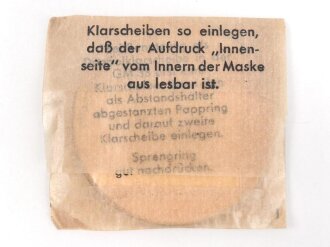 Klarscheiben so einlegen,
daß der Aufdruck „Innen-
seite" vom Innern der Maske
aus lesbar ist.
als Abstandshalter
abgestanzten Pappring
und darauf zweite
Klarscheibe einlegen.
Sprengring
gut nachdrücken.